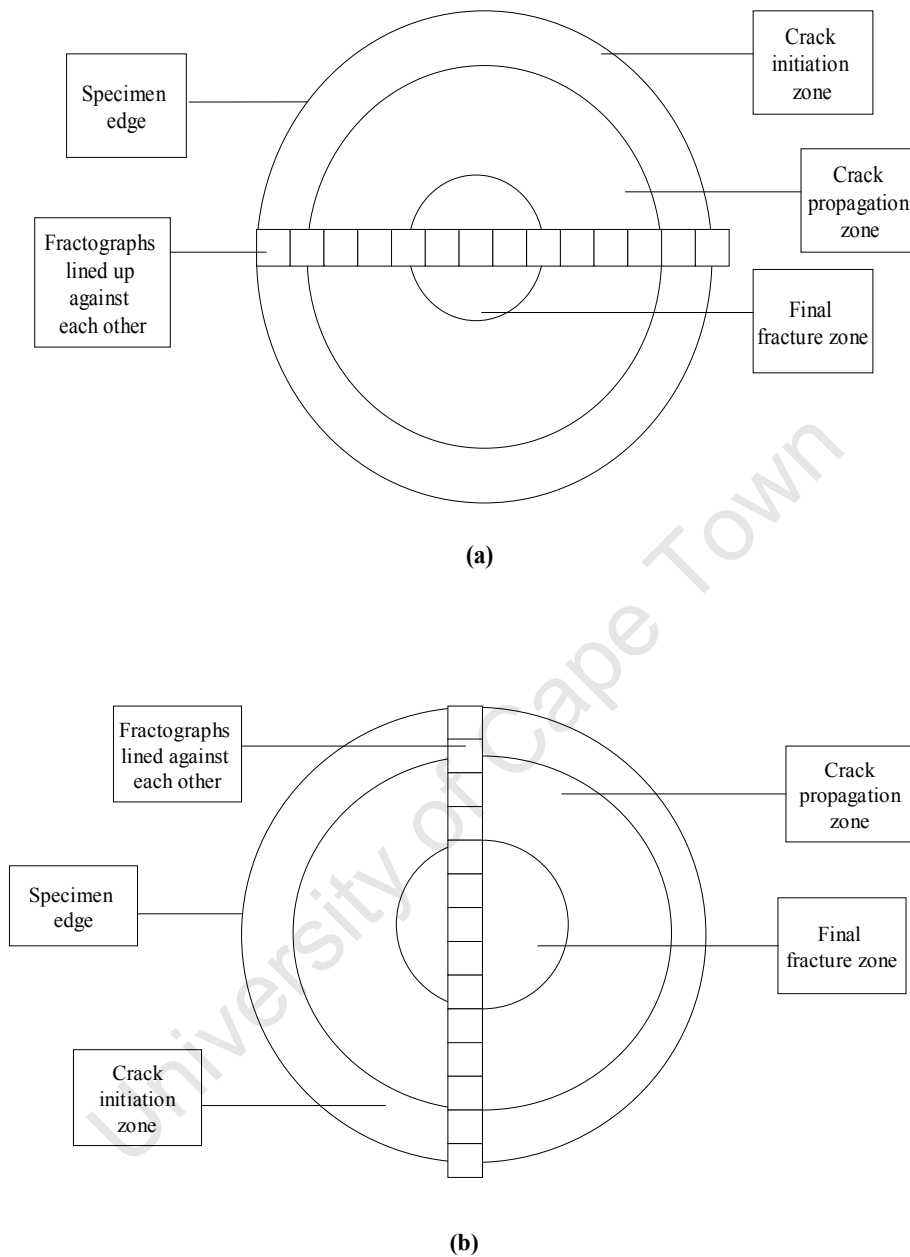 Crack
initiation
zone
Specimen
edge
Crack
propagation
zone
Fractographs
lined up
against
each other
Final
fracture zone
(a)
Fractographs
lined against
each other
Crack
propagation
zone
Specimen
edge
Final
fracture zone
Crack
initiation
zone
University of Cape Town
(b)